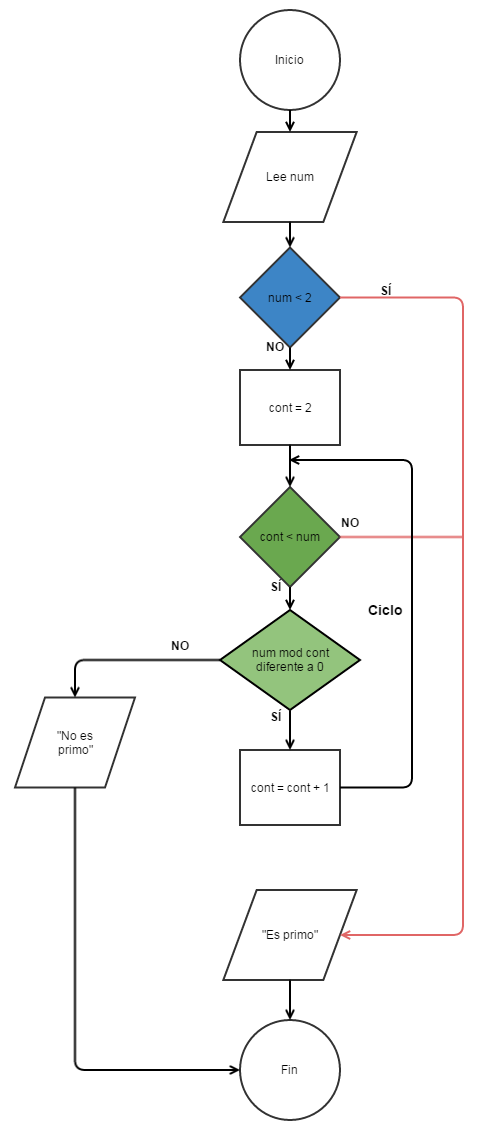 Inicio
Lee num
num < 2
SÍ
NO
cont = 2
cont < num
NO
SÍ
Ciclo
num mod cont
diferente a 0
NO
SÍ
"No es
primo"
cont = cont + 1
"Es primo"
Fin